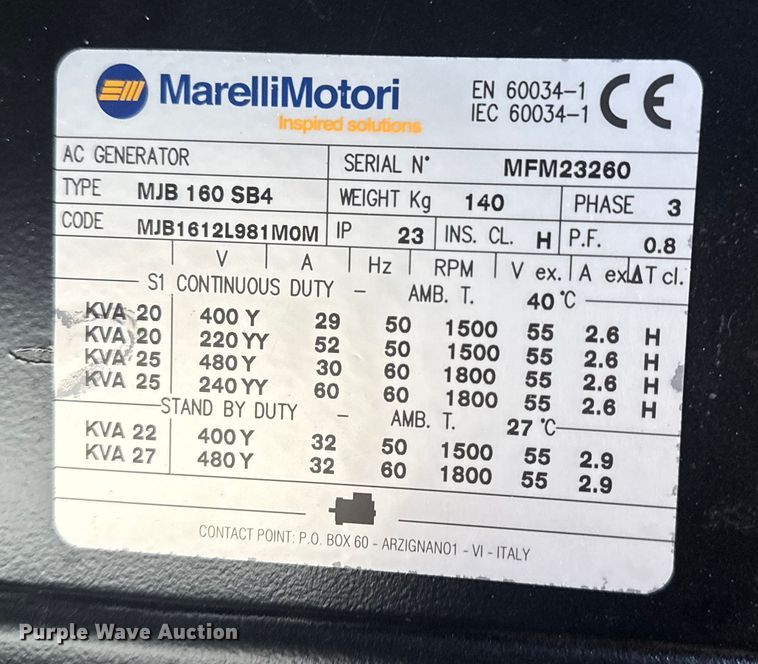 MarelliMotori
Inspired solutions
EN 60034-1
IEC 60034-1
CE
AC GENERATOR SERIAL N° MFM23260
TYPE MJB 160 SB4 WEIGHT Kg 140 PHASE 3
CODE MJB1612L981MOM IP 23 INS. CL. H P.F. 0.8
V A Hz RPM V ex. A ex ΔT cl.
S1 CONTINUOUS DUTY - AMB. T. 40 °C
KVA 20 400 Y 29 50 1500 55 2.6 H
KVA 20 220 YY 52 50 1500 55 2.6 H
KVA 25 480 Y 30 60 1800 55 2.6 H
KVA 25 240 YY 60 60 1800 55 2.6 H
STAND BY DUTY - AMB. T. 27 °C
KVA 22 400 Y 32 50 1500 55 2.9
KVA 27 480 Y 32 60 1800 55 2.9
CONTACT POINT: P.O. BOX 60 - ARZIGNANO1 - VI - ITALY
Purple Wave Auction